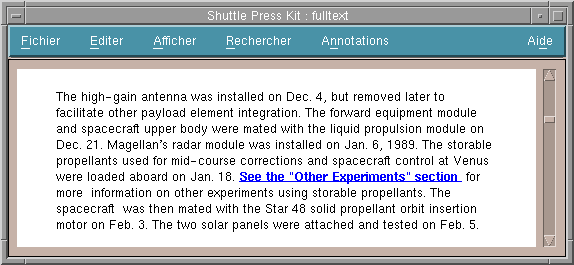 Shuttle Press Kit : fulltext
Fichier Editer Afficher Rechercher Annotations Aide
The high-gain antenna was installed on Dec. 4, but removed later to
facilitate other payload element integration. The forward equipment module
and spacecraft upper body were mated with the liquid propulsion module on
Dec. 21. Magellan's radar module was installed on Jan. 6, 1989. The storable
propellants used for mid-course corrections and spacecraft control at Venus
were loaded aboard on Jan. 18. See the "Other Experiments" section for
more information on other experiments using storable propellants. The
spacecraft was then mated with the Star 48 solid propellant orbit insertion
motor on Feb. 3. The two solar panels were attached and tested on Feb. 5.